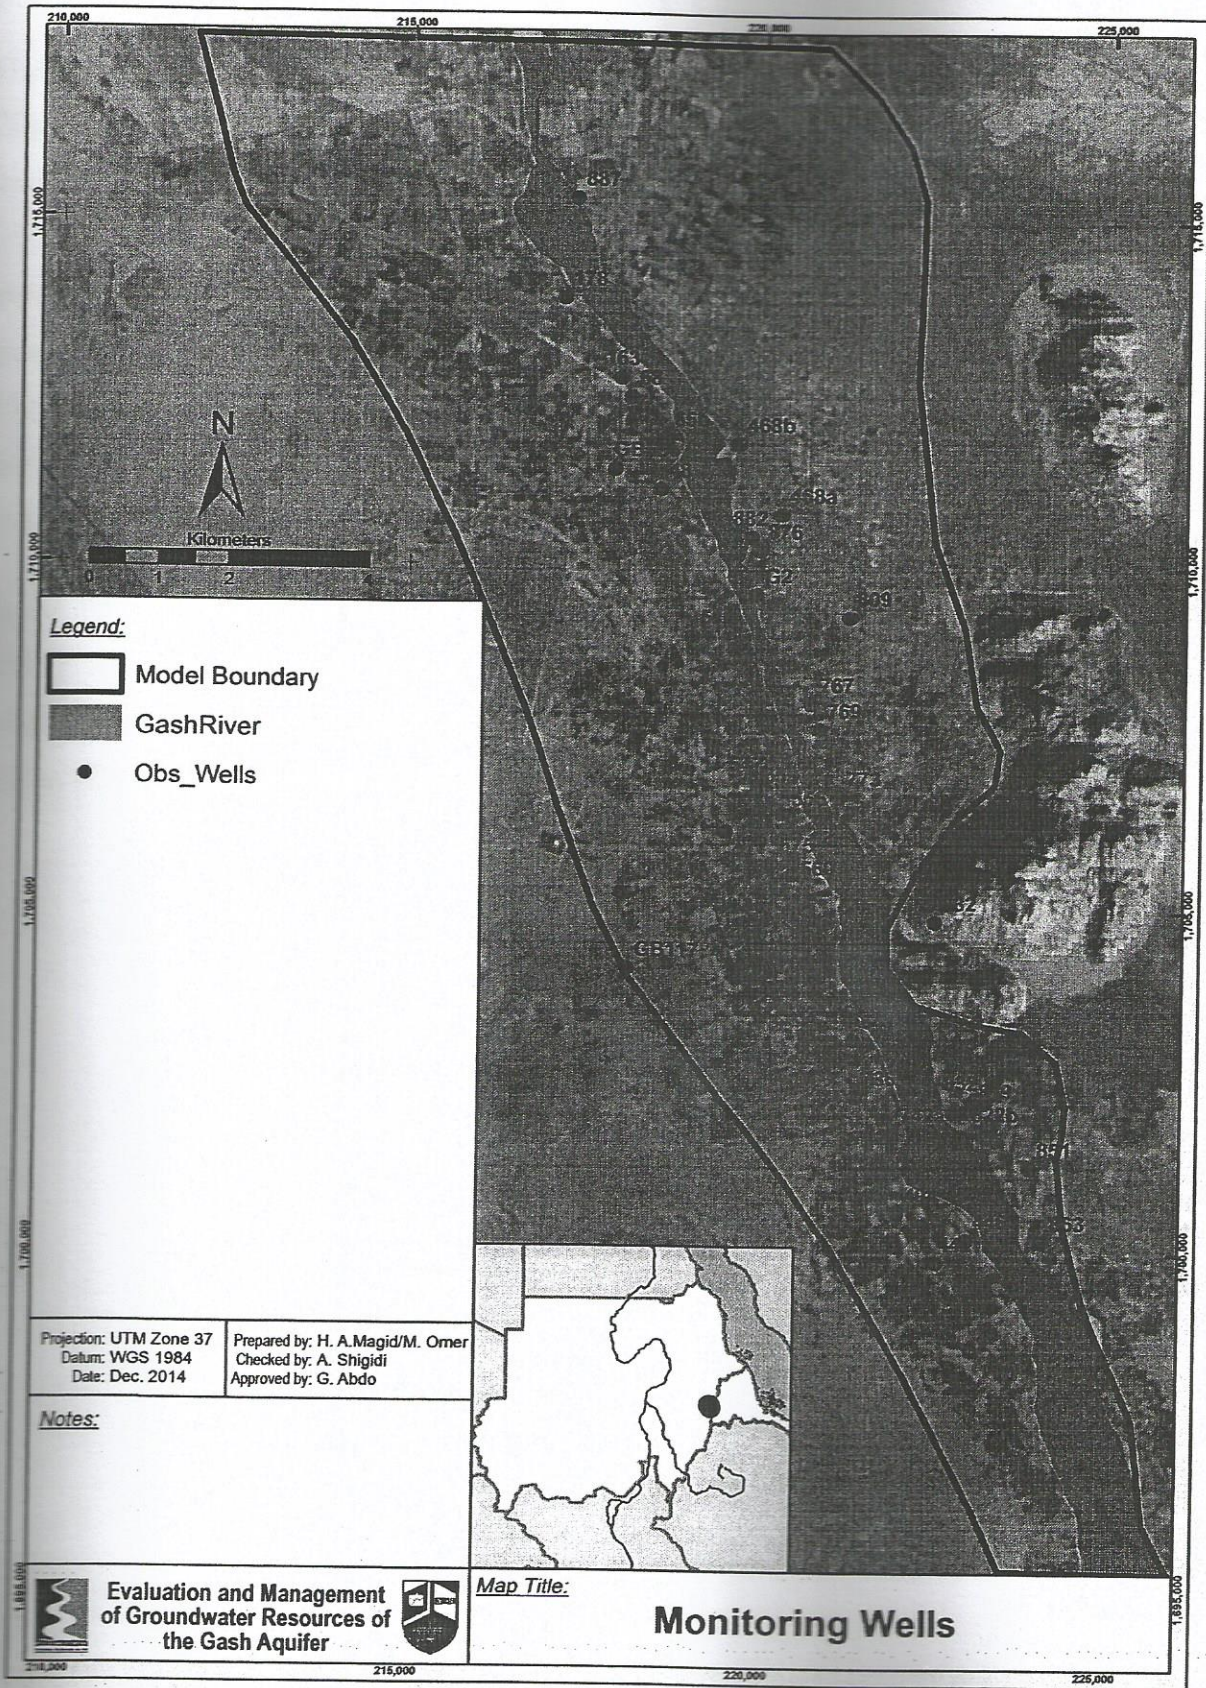 210,000
215,000
220,000
225,000
1,715,000
1,715,000
887
468b
468a
882
776
G2
809
767
769
GB117
851
N
Kilometers
0 1 2 4
1,710,000
1,710,000
Legend:
Model Boundary
GashRiver
Obs_Wells
1,705,000
1,705,000
1,700,000
1,700,000
Projection: UTM Zone 37
Datum: WGS 1984
Date: Dec. 2014
Prepared by: H. A.Magid/M. Omer
Checked by: A. Shigidi
Approved by: G. Abdo
Notes:
1,695,000
1,695,000
Evaluation and Management
of Groundwater Resources of
the Gash Aquifer
Map Title:
Monitoring Wells
210,000
215,000
220,000
225,000